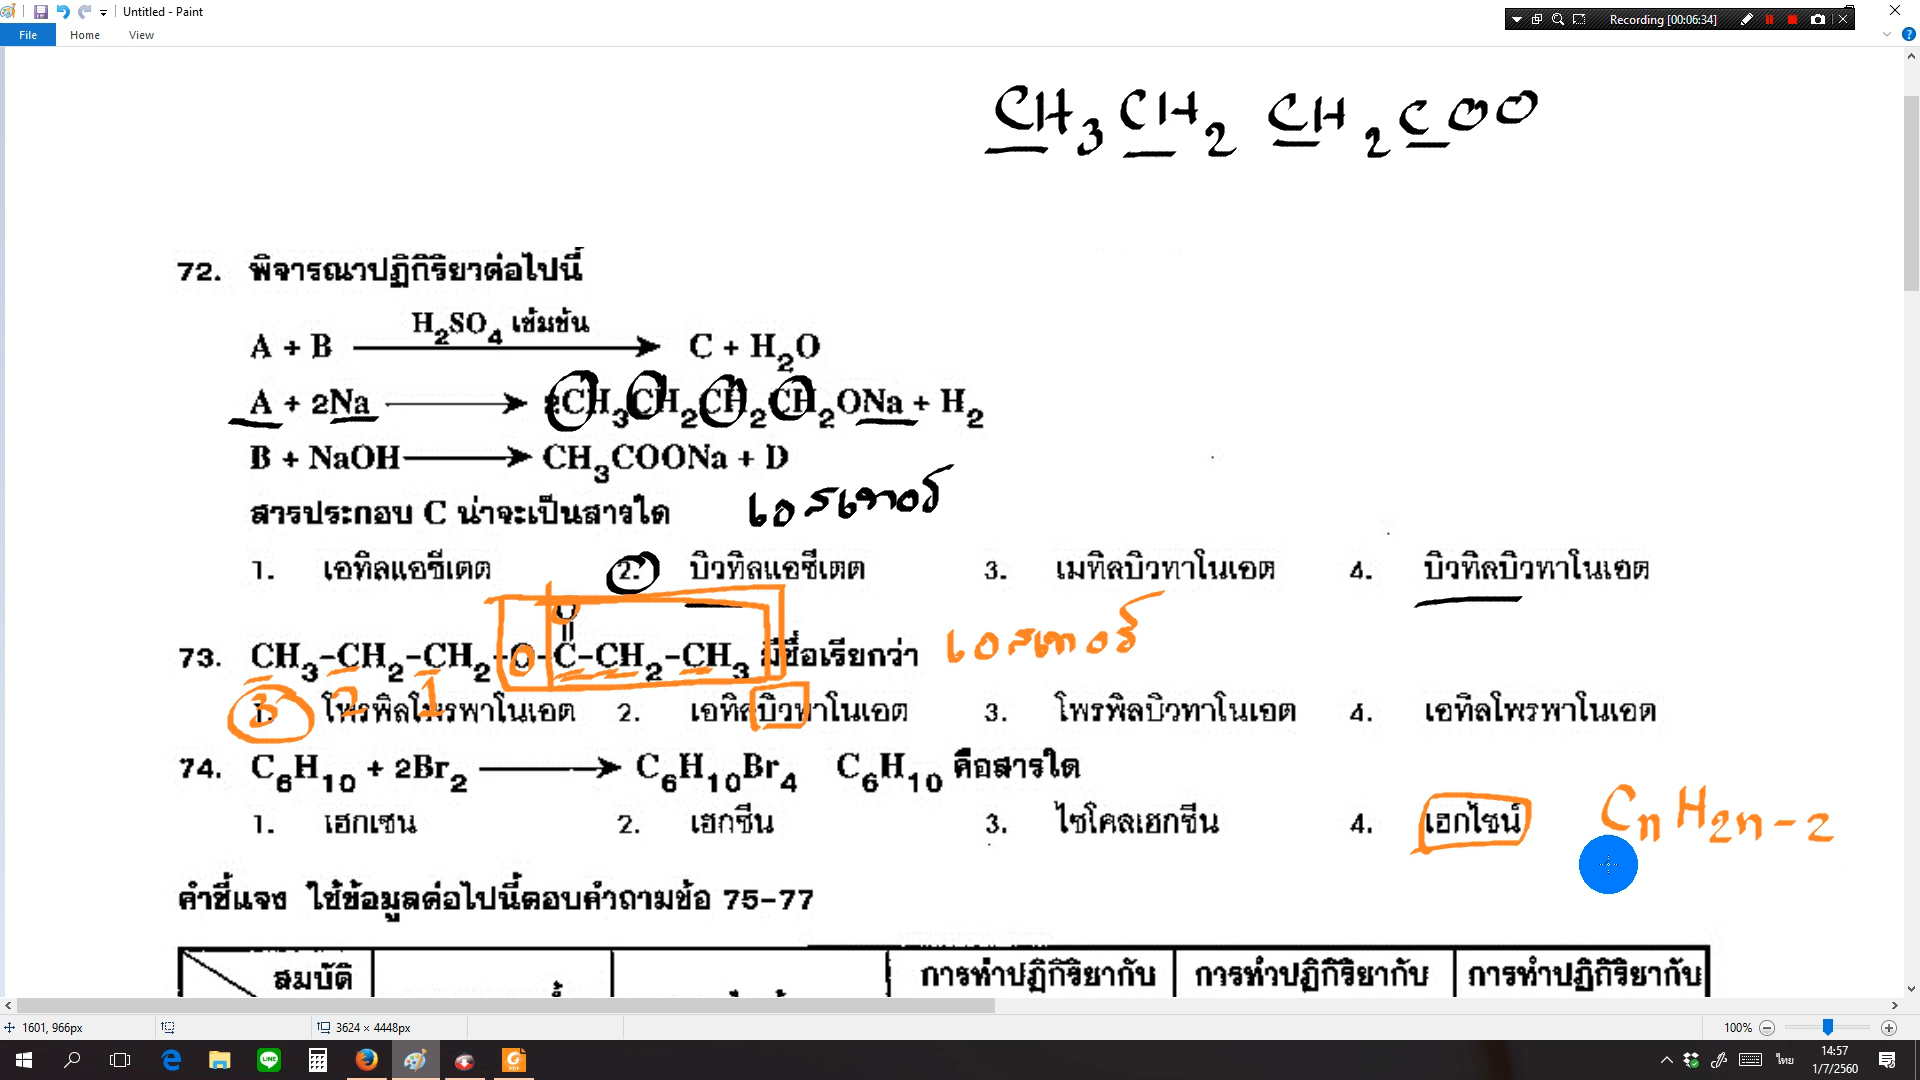 Untitled - Paint
Recording [00:06:34]
File Home View
CH3CH2 CH2COO
72. พิจารณาปฏิกิริยาต่อไปนี้
A + B H2SO4 เข้มข้น C + H2O
A + 2Na 2CH3CH2CH2CH2ONa + H2
B + NaOH CH3COONa + D
สารประกอบ C น่าจะเป็นสารใด เอสเทอร์
1. เอทิลแอซีเตต 2. บิวทิลแอซีเตต 3. เมทิลบิวทาโนเอต 4. บิวทิลบิวทาโนเอต
O
73. CH3-CH2-CH2-O-C-CH2-CH3 มีชื่อเรียกว่า เอสเทอร์
3 2 1
1. โพรพิลโพรพาโนเอต 2. เอทิลบิวทาโนเอต 3. โพรพิลบิวทาโนเอต 4. เอทิลโพรพาโนเอต
74. C6H10 + 2Br2 C6H10Br4 C6H10 คือสารใด
1. เฮกเซน 2. เฮกซีน 3. ไซโคลเฮกซีน 4. เฮกไซน์ CnH2n-2
คำชี้แจง ใช้ข้อมูลต่อไปนี้ตอบคำถามข้อ 75-77
สมบัติ การทำปฏิกิริยากับ การทำปฏิกิริยากับ การทำปฏิกิริยากับ
1601, 966px 3624 × 4448px 100%
LINE PDF ไทย 14:57
1/7/2560